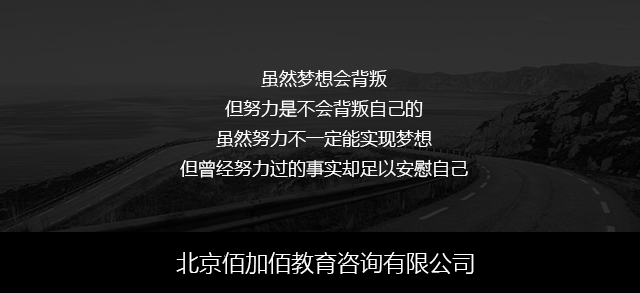 虽然梦想会背叛
但努力是不会背叛自己的
虽然努力不一定能实现梦想
但曾经努力过的事实却足以安慰自己
北京佰加佰教育咨询有限公司